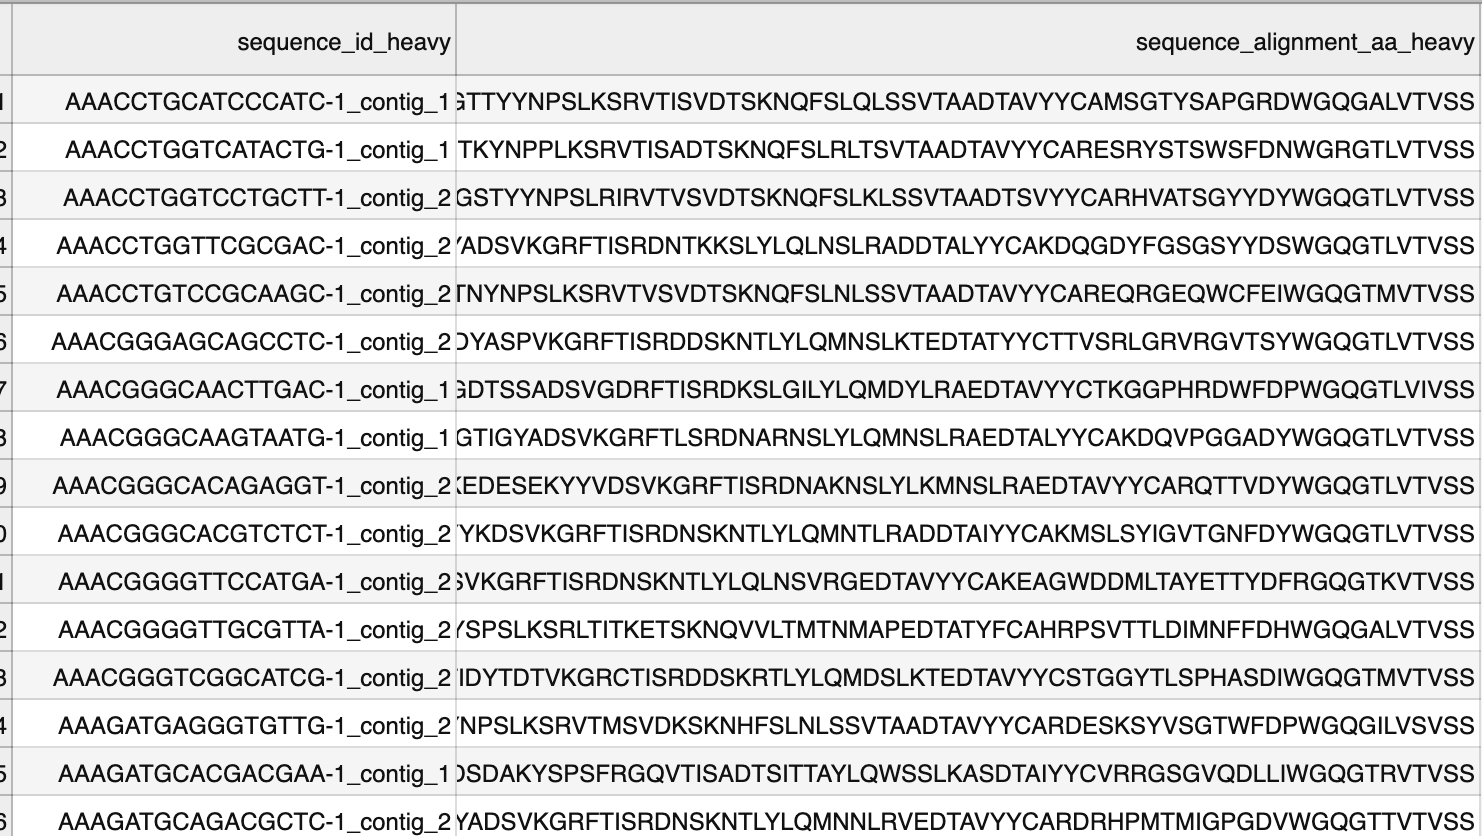 sequence_id_heavy sequence_alignment_aa_heavy
1 AAACCTGCATCCCATC-1_contig_1 GTTYYNPSLKSRVTISVDTSKNQFSLQLSSVTAADTAVYYCAMSGTYSAPGRDWGQGALVTVSS
2 AAACCTGGTCATACTG-1_contig_1 TKYNPPLKSRVTISADTSKNQFSLRLTSVTAADTAVYYCARESRYSTSWSFDNWGRGTLVTVSS
3 AAACCTGGTCCTGCTT-1_contig_2 GSTYYNPSLRIRVTVSVDTSKNQFSLKLSSVTAADTSVYYCARHVATSGYYDYWGQGTLVTVSS
4 AAACCTGGTTCGCGAC-1_contig_2 YADSVKGRFTISRDNTKKSLYLQLNSLRADDTALYYCAKDQGDYFGSGSYYDSWGQGTLVTVSS
5 AAACCTGTCCGCAAGC-1_contig_2 TNYNPSLKSRVTVSVDTSKNQFSLNLSSVTAADTAVYYCAREQRGEQWCFEIWGQGTMVTVSS
6 AAACGGGAGCAGCCTC-1_contig_2 DYASPVKGRFTISRDDSKNTLYLQMNSLKTEDTATYYCTTVSRLGRVRGVTSYWGQGTLVTVSS
7 AAACGGGCAACTTGAC-1_contig_1 GDTSSADSVGDRFTISRDKSLGILYLQMDYLRAEDTAVYYCTKGGPHRDWFDPWGQGTLVIVSS
8 AAACGGGCAAGTAATG-1_contig_1 GTIGYADSVKGRFTLSRDNARNSLYLQMNSLRAEDTALYYCAKDQVPGGADYWGQGTLVTVSS
9 AAACGGGCACAGAGGT-1_contig_2 KEDESEKYYVDSVKGRFTISRDNAKNSLYLKMNSLRAEDTAVYYCARQTTVDYWGQGTLVTVSS
0 AAACGGGCACGTCTCT-1_contig_2 YKDSVKGRFTISRDNSKNTLYLQMNTLRADDTAIYYCAKMSLSYIGVTGNFDYWGQGTLVTVSS
1 AAACGGGGTTCCATGA-1_contig_2 SVKGRFTISRDNSKNTLYLQLNSVRGEDTAVYYCAKEAGWDDMLTAYETTYDFRGQGTKVTVSS
2 AAACGGGGTTGCGTTA-1_contig_2 YSPSLKSRLTITKETSKNQVVLTMTNMAPEDTATYFCAHRPSVTTLDIMNFFDHWGQGALVTVSS
3 AAACGGGTCGGCATCG-1_contig_2 IDYTDTVKGRCTISRDDSKRTLYLQMDSLKTEDTAVYYCSTGGYTLSPHASDIWGQGTMVTVSS
4 AAAGATGAGGGTGTTG-1_contig_2 NPSLKSRVTMSVDKSKNHFSLNLSSVTAADTAVYYCARDESKSYVSGTWFDPWGQGILVSVSS
5 AAAGATGCACGACGAA-1_contig_1 DSDAKYSPSFRGQVTISADTSITTAYLQWSSLKASDTAIYYCVRRGSGVQDLLIWGQGTRVTVSS
6 AAAGATGCAGACGCTC-1_contig_2 YADSVKGRFTISRDNSKNTLYLQMNNLRVEDTAVYYCARDRHPMTMIGPGDVWGQGTTVTVSS